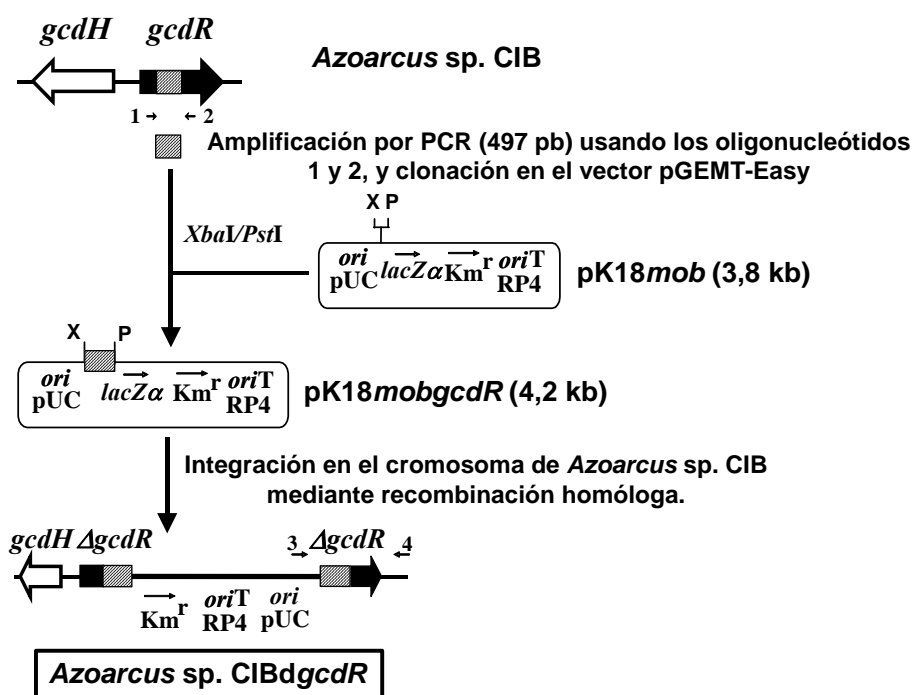 gcdH gcdR
Azoarcus sp. CIB
1 2
Amplificación por PCR (497 pb) usando los oligonucleótidos
1 y 2, y clonación en el vector pGEMT-Easy
X P
XbaI/PstI
ori lacZα Kmr oriT
pUC RP4
pK18mob (3,8 kb)
X P
ori lacZα Kmr oriT
pUC RP4
pK18mobgcdR (4,2 kb)
Integración en el cromosoma de Azoarcus sp. CIB
mediante recombinación homóloga.
gcdH ΔgcdR 3 ΔgcdR 4
Kmr oriT ori
RP4 pUC
Azoarcus sp. CIBdgcdR